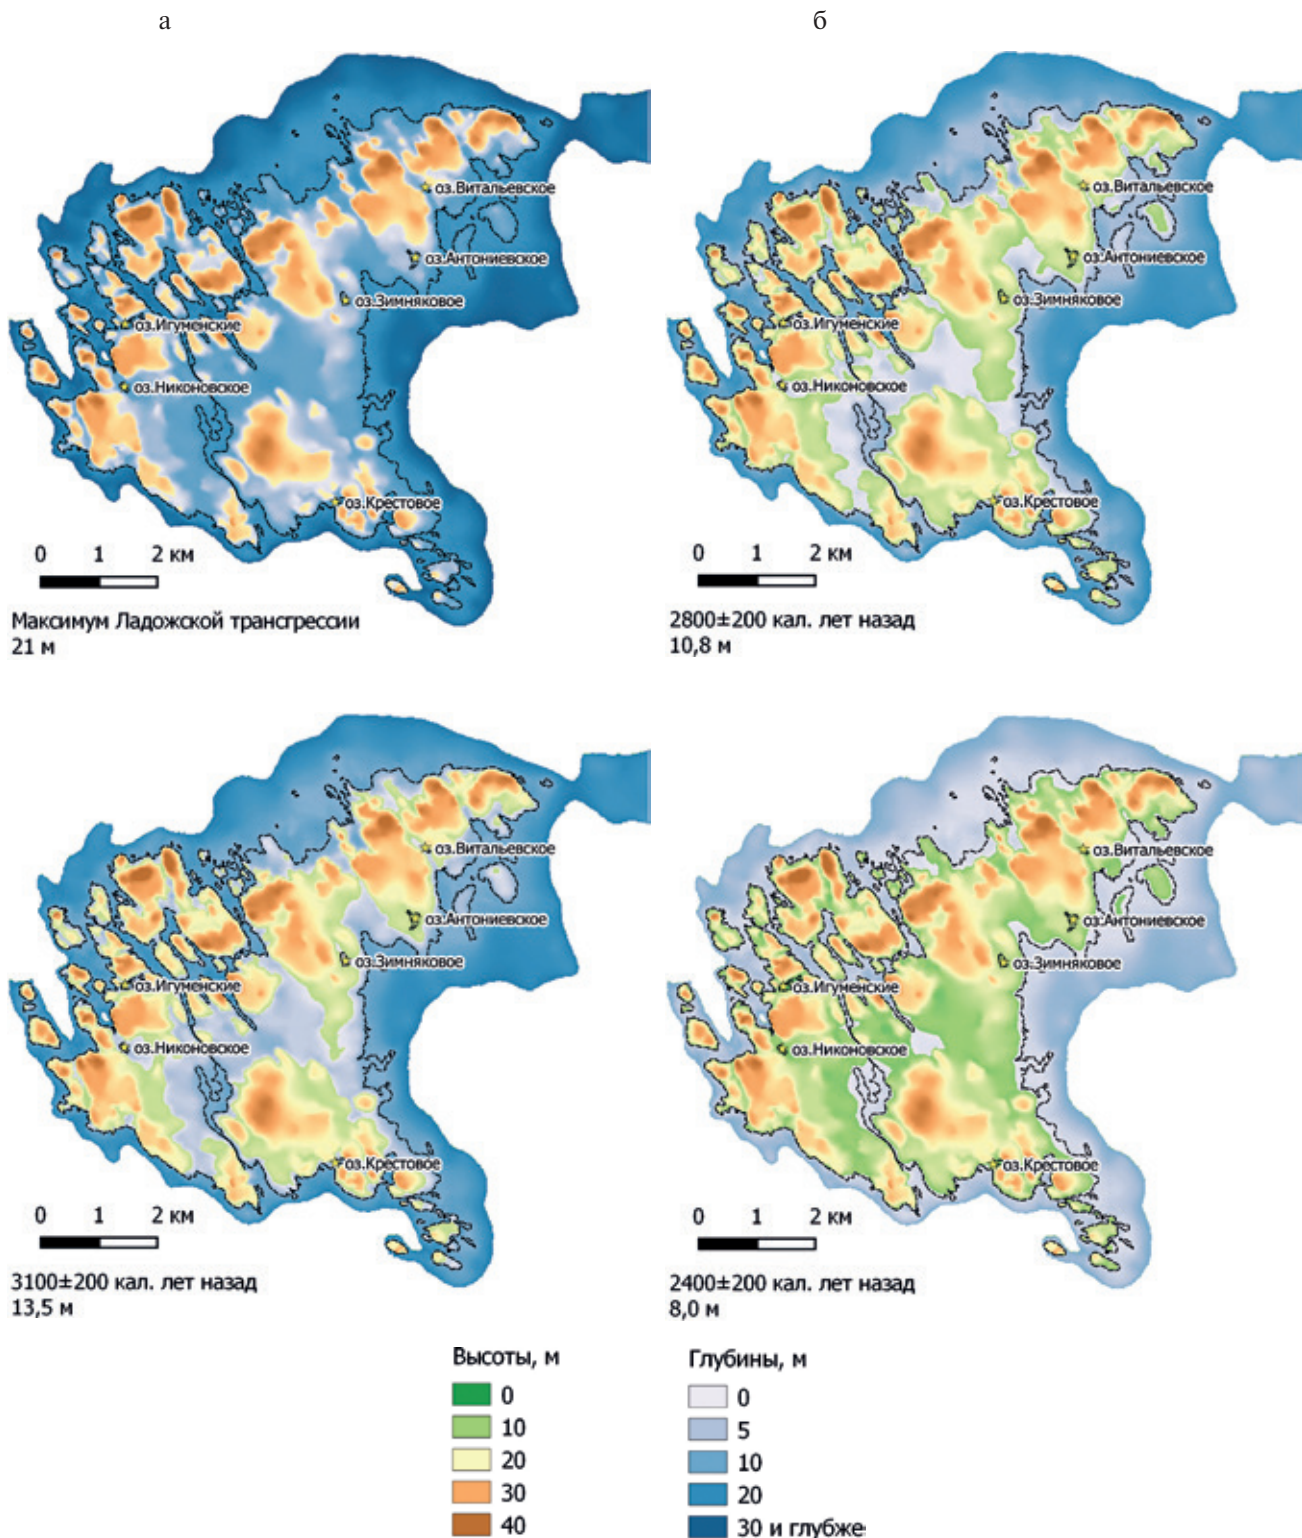 а
б
оз.Витальевское
оз.Антониевское
оз.Зимняковое
оз.Игуменские
оз.Никоновское
оз.Крестовое
0 1 2 км
Максимум Ладожской трансгрессии
21 м
оз.Витальевское
оз.Антониевское
оз.Зимняковое
оз.Игуменские
оз.Никоновское
оз.Крестовое
0 1 2 км
2800±200 кал. лет назад
10,8 м
оз.Витальевское
оз.Антониевское
оз.Зимняковое
оз.Игуменские
оз.Никоновское
оз.Крестовое
0 1 2 км
3100±200 кал. лет назад
13,5 м
оз.Витальевское
оз.Антониевское
оз.Зимняковое
оз.Игуменские
оз.Никоновское
оз.Крестовое
0 1 2 км
2400±200 кал. лет назад
8,0 м
Высоты, м
0
10
20
30
40
Глубины, м
0
5
10
20
30 и глубже